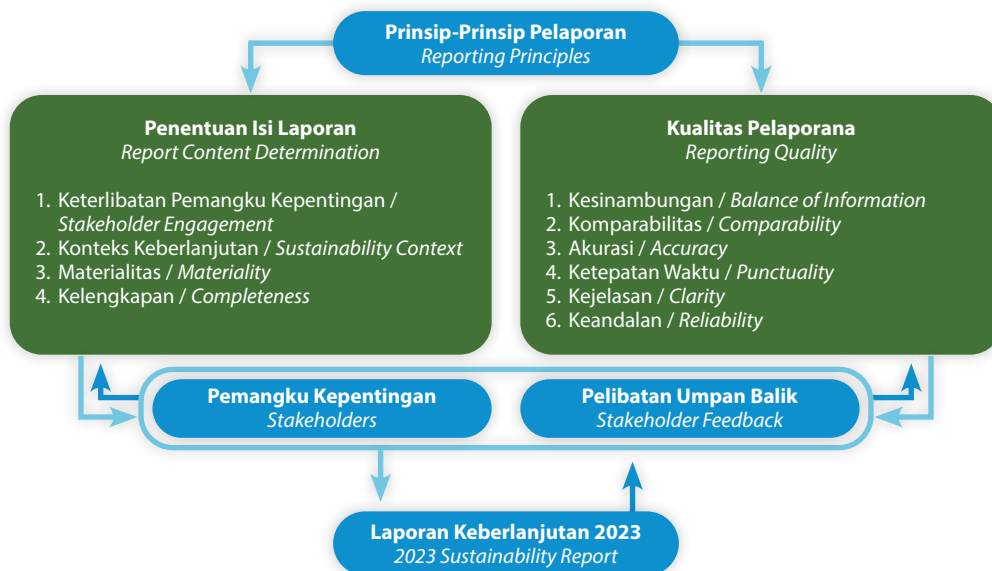 Prinsip-Prinsip Pelaporan
Reporting Principles
Penentuan Isi Laporan
Report Content Determination
1. Keterlibatan Pemangku Kepentingan /
Stakeholder Engagement
2. Konteks Keberlanjutan / Sustainability Context
3. Materialitas / Materiality
4. Kelengkapan / Completeness
Kualitas Pelaporana
Reporting Quality
1. Kesinambungan / Balance of Information
2. Komparabilitas / Comparability
3. Akurasi / Accuracy
4. Ketepatan Waktu / Punctuality
5. Kejelasan / Clarity
6. Keandalan / Reliability
Pemangku Kepentingan
Stakeholders
Pelibatan Umpan Balik
Stakeholder Feedback
Laporan Keberlanjutan 2023
2023 Sustainability Report